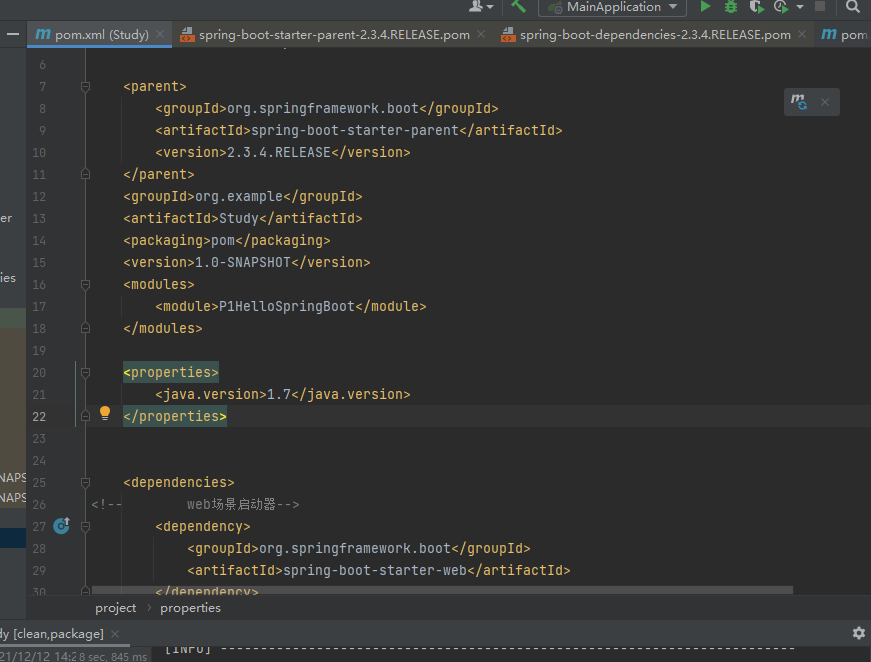 MainApplication
pom.xml (Study)
spring-boot-starter-parent-2.3.4.RELEASE.pom
spring-boot-dependencies-2.3.4.RELEASE.pom
pom
6
7 <parent>
8 <groupId>org.springframework.boot</groupId>
9 <artifactId>spring-boot-starter-parent</artifactId>
10 <version>2.3.4.RELEASE</version>
11 </parent>
12 <groupId>org.example</groupId>
13 <artifactId>Study</artifactId>
14 <packaging>pom</packaging>
15 <version>1.0-SNAPSHOT</version>
16 <modules>
17 <module>P1HelloSpringBoot</module>
18 </modules>
19
20 <properties>
21 <java.version>1.7</java.version>
22 </properties>
23
24
25 <dependencies>
26 <!-- web场景启动器-->
27 <dependency>
28 <groupId>org.springframework.boot</groupId>
29 <artifactId>spring-boot-starter-web</artifactId>
30 </dependency>
er
ies
NAPS
NAPS
project › properties
dy [clean,package]
21/12/12 14:2 8 sec, 845 ms
[INFO] ------------------------------------------------------------------------